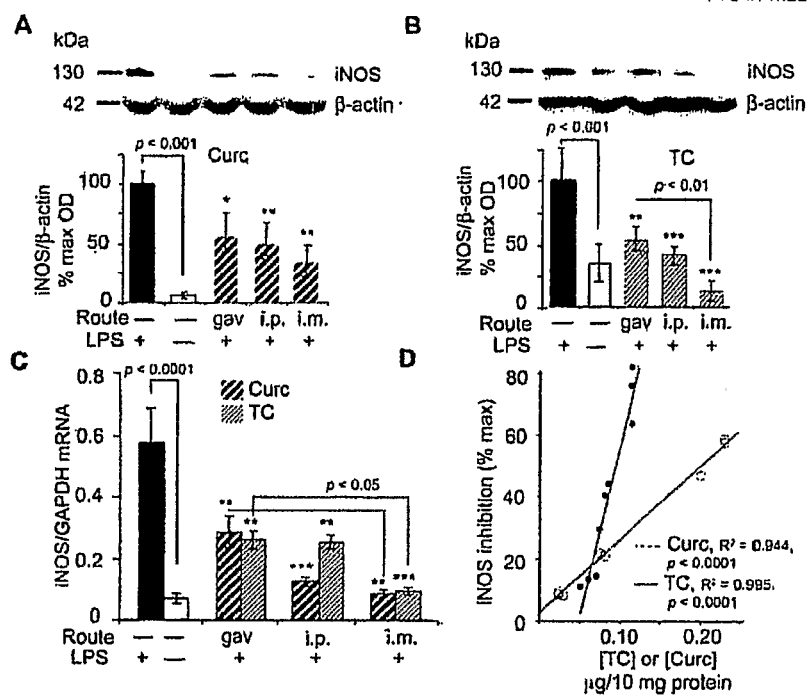 A
kDa
130
iNOS
42
β-actin
p < 0.001
Curc
iNOS/β-actin
% max OD
100
50
0
*
**
**
Route — — gav i.p. i.m.
LPS + — + + +
B
kDa
130
iNOS
42
β-actin
p < 0.001
TC
p < 0.01
iNOS/β-actin
% max OD
100
50
0
**
***
***
Route — — gav i.p. i.m.
LPS + — + + +
C
iNOS/GAPDH mRNA
0.8
0.6
0.4
0.2
0
p < 0.0001
Curc
TC
p < 0.05
**
**
***
**
**
***
Route — — gav i.p. i.m.
LPS + — + + +
D
iNOS inhibition (% max)
80
60
40
20
0
Curc, R² = 0.944,
p < 0.0001
TC, R² = 0.995,
p < 0.0001
0.10 0.20
[TC] or [Curc]
μg/10 mg protein